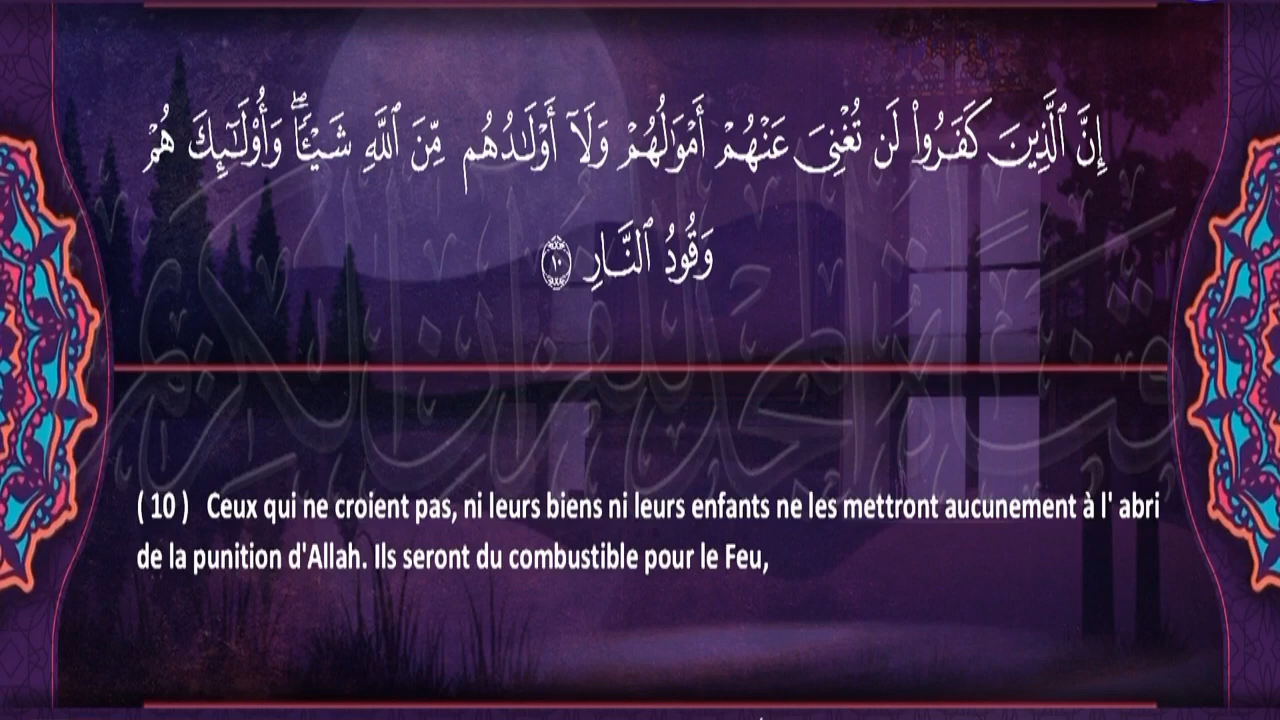 إِنَّ ٱلَّذِينَ كَفَرُوا۟ لَن تُغْنِىَ عَنْهُمْ أَمْوَٰلُهُمْ وَلَآ أَوْلَـٰدُهُم مِّنَ ٱللَّهِ شَيْـًٔا ۖ وَأُو۟لَـٰٓئِكَ هُمْ
وَقُودُ ٱلنَّارِ ١٠
( 10 ) Ceux qui ne croient pas, ni leurs biens ni leurs enfants ne les mettront aucunement à l' abri
de la punition d'Allah. Ils seront du combustible pour le Feu,